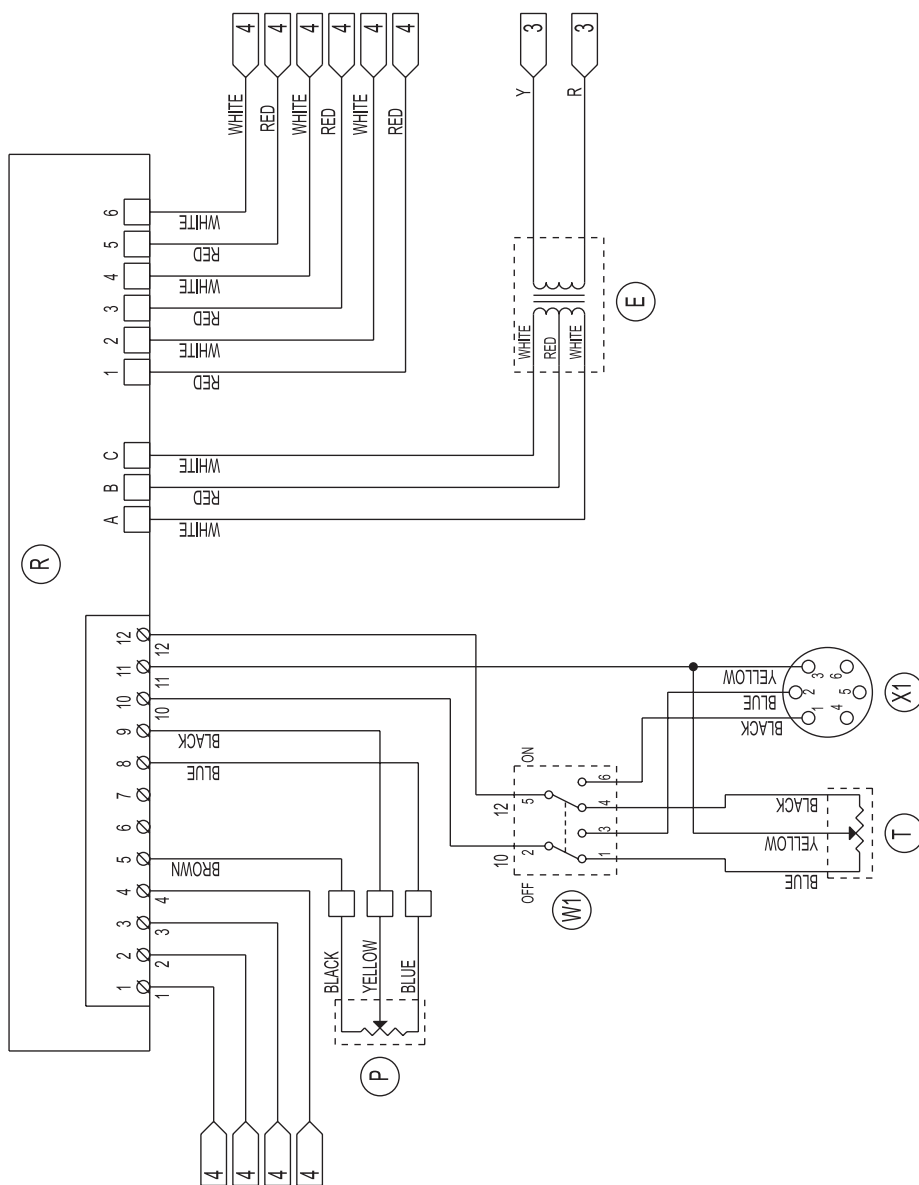 4
4
4
4
4
4
WHITE
RED
WHITE
RED
WHITE
RED
3
3
Y
R
6
5
4
3
2
1
WHITE
RED
WHITE
RED
WHITE
RED
WHITE
RED
WHITE
E
C
B
A
WHITE
RED
WHITE
R
12
11
10
9
8
7
6
5
4
3
2
1
12
11
10
BLACK
BLUE
BROWN
4
3
2
1
BLACK
YELLOW
BLUE
P
12
10
ON
OFF
5
2
6
4
3
1
W1
YELLOW
BLUE
BLACK
3
2
1
6
5
4
X1
BLACK
YELLOW
BLUE
T
4
4
4
4